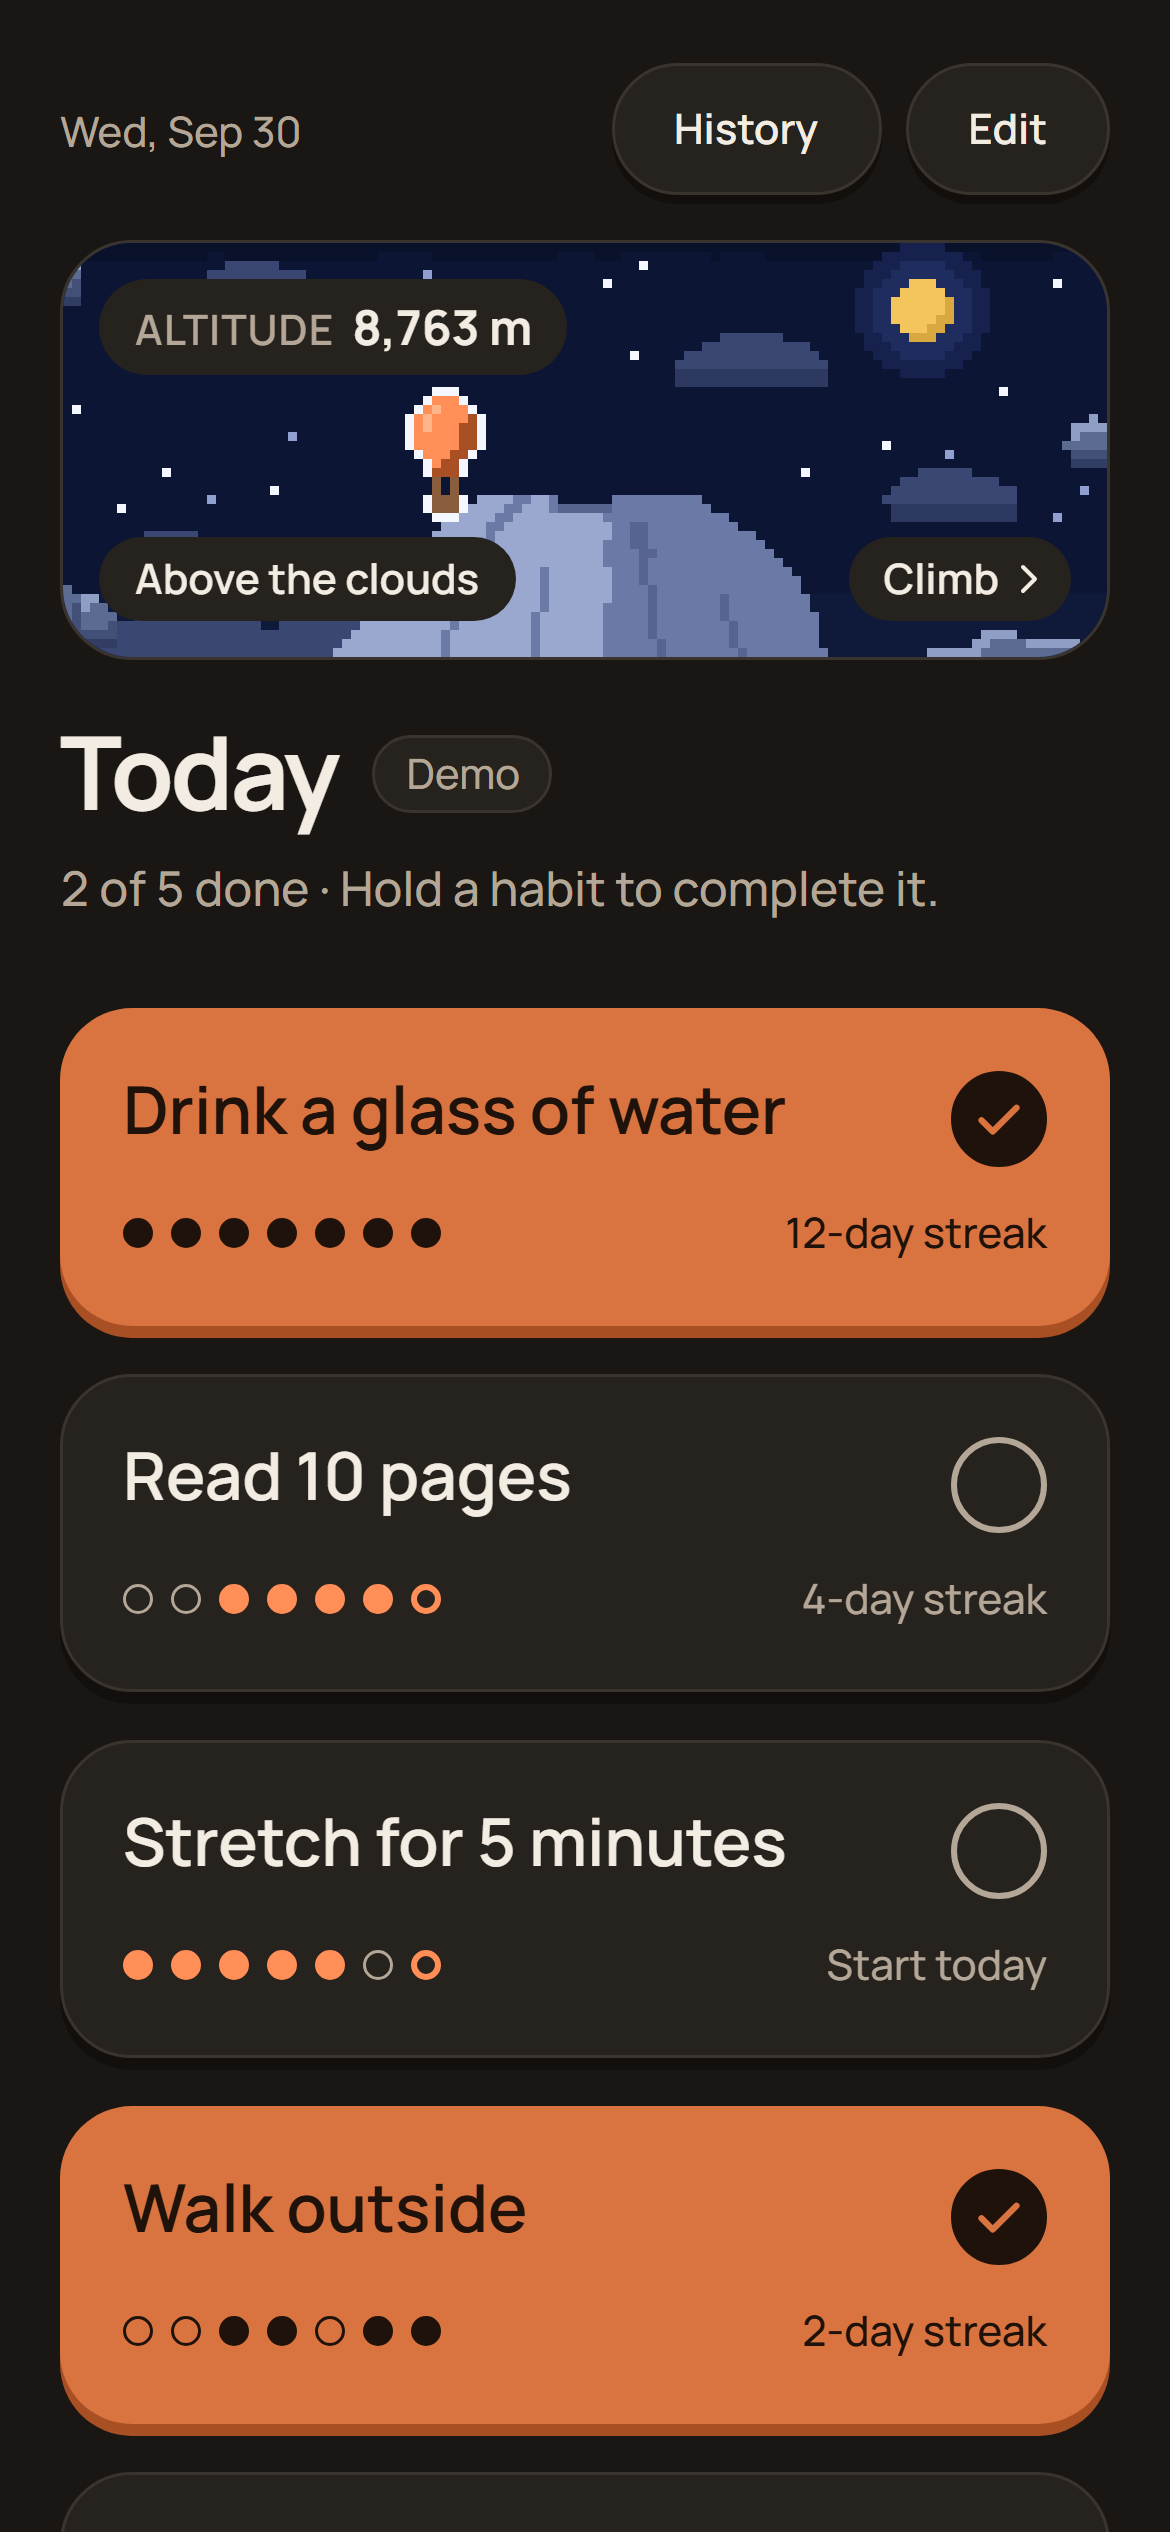 Wed, Sep 30
History
Edit
ALTITUDE 8,763 m
Above the clouds
Climb
Today
Demo
2 of 5 done · Hold a habit to complete it.
Drink a glass of water
12-day streak
Read 10 pages
4-day streak
Stretch for 5 minutes
Start today
Walk outside
2-day streak